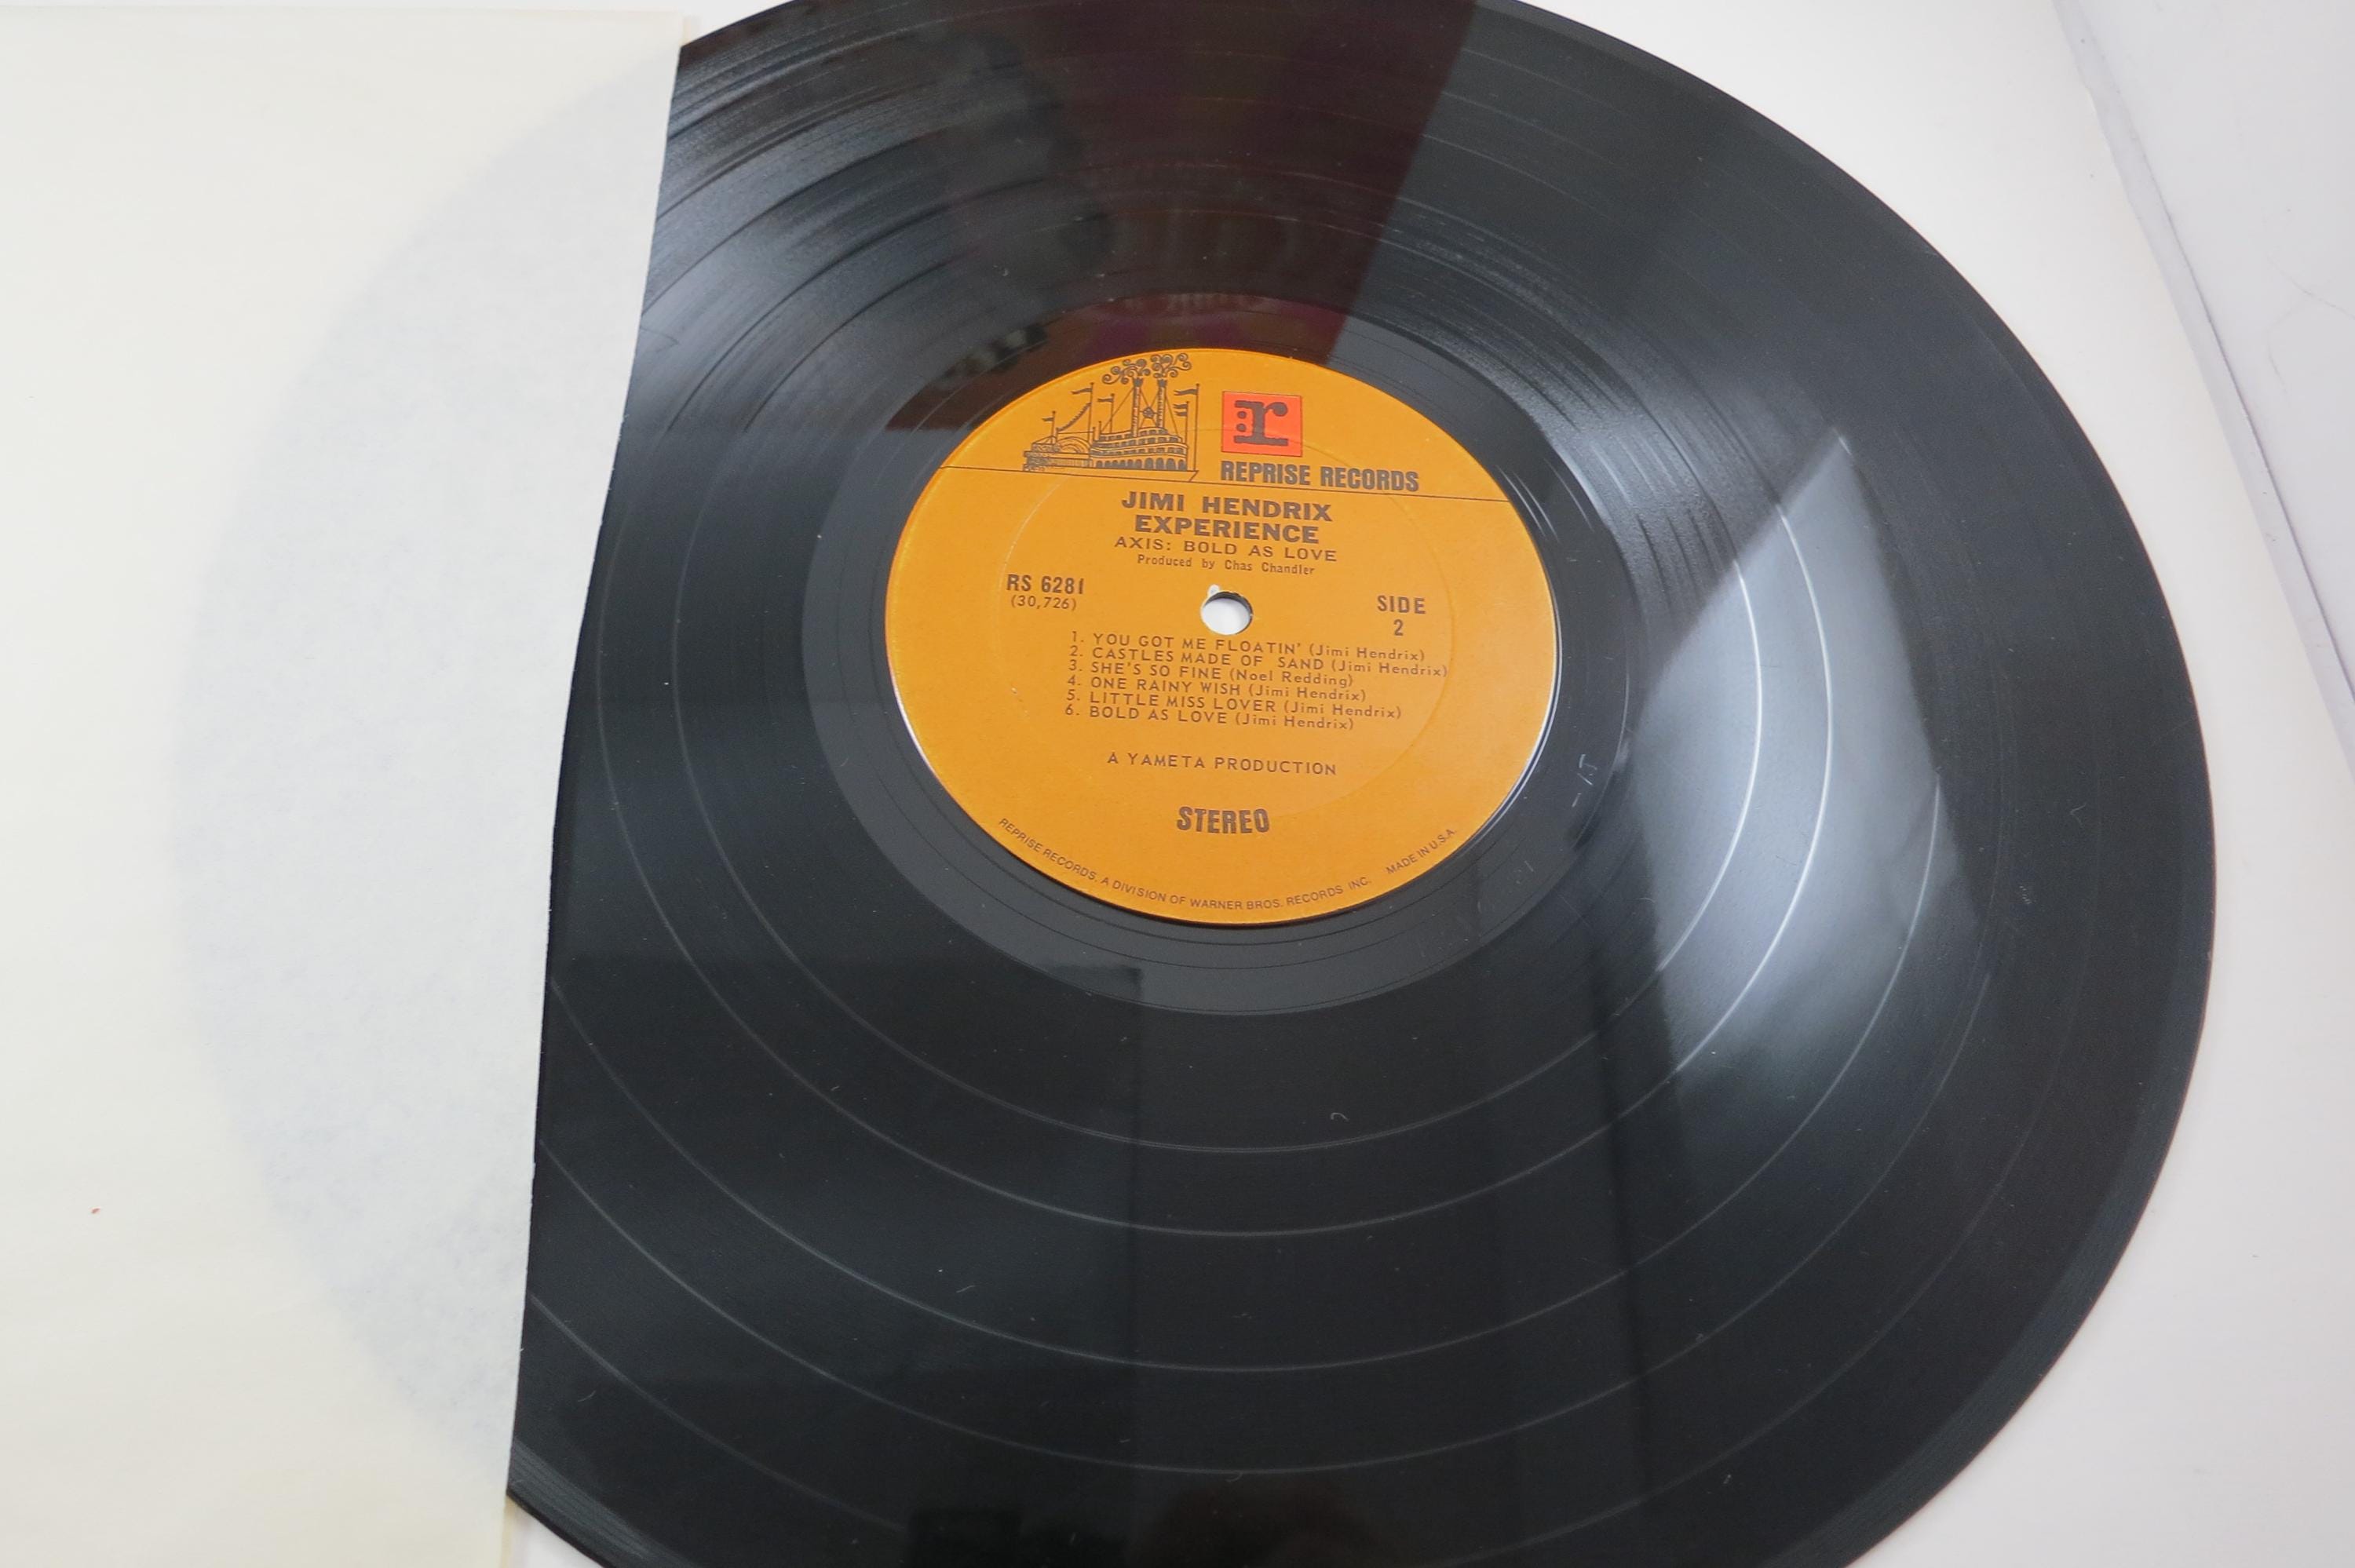 r:
REPRISE RECORDS
JIMI HENDRIX
EXPERIENCE
AXIS: BOLD AS LOVE
Produced by Chas Chandler
RS 6281
(30,726)
SIDE
2
1. YOU GOT ME FLOATIN' (Jimi Hendrix)
2. CASTLES MADE OF SAND (Jimi Hendrix)
3. SHE'S SO FINE (Noel Redding)
4. ONE RAINY WISH (Jimi Hendrix)
5. LITTLE MISS LOVER (Jimi Hendrix)
6. BOLD AS LOVE (Jimi Hendrix)
A YAMETA PRODUCTION
STEREO
REPRISE RECORDS, A DIVISION OF WARNER BROS. RECORDS INC. MADE IN U.S.A.